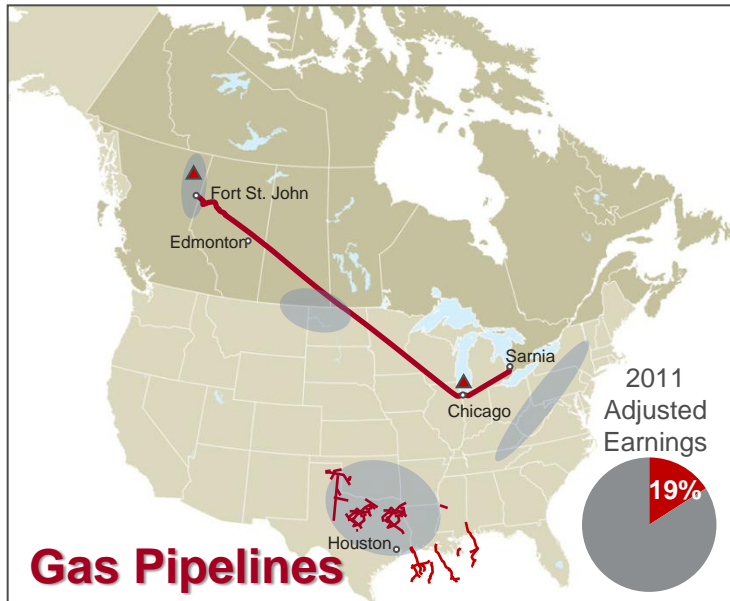 Fort St. John
Edmonton
Sarnia
Chicago
2011
Adjusted
Earnings
19%
Houston
Gas Pipelines